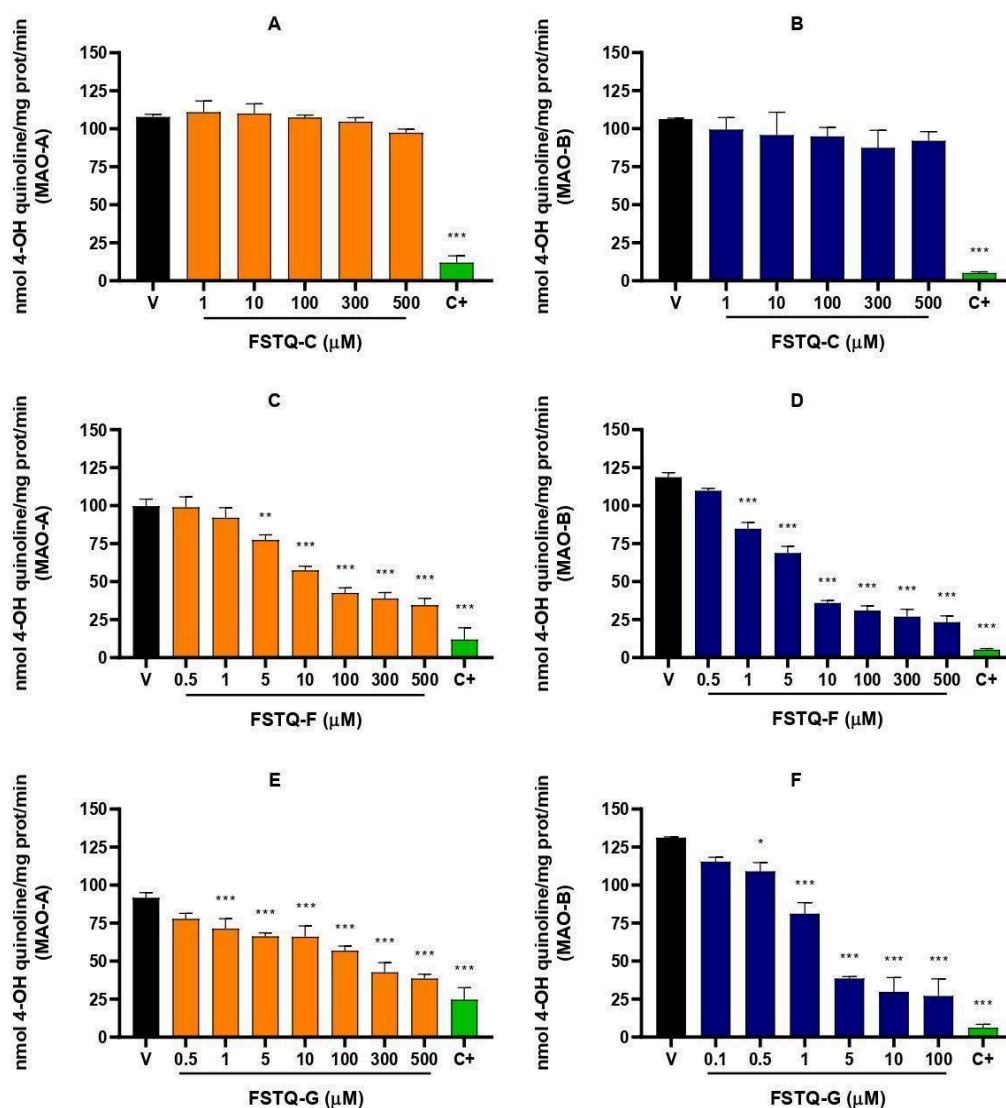 A
nmol 4-OH quinoline/mg prot/min
(MAO-A)
150
125
100
75
50
25
0
***
V 1 10 100 300 500 C+
FSTQ-C (μM)
B
nmol 4-OH quinoline/mg prot/min
(MAO-B)
150
125
100
75
50
25
0
***
V 1 10 100 300 500 C+
FSTQ-C (μM)
C
nmol 4-OH quinoline/mg prot/min
(MAO-A)
150
125
100
75
50
25
0
** *** *** *** *** ***
V 0.5 1 5 10 100 300 500 C+
FSTQ-F (μM)
D
nmol 4-OH quinoline/mg prot/min
(MAO-B)
150
125
100
75
50
25
0
*** *** *** *** *** *** ***
V 0.5 1 5 10 100 300 500 C+
FSTQ-F (μM)
E
nmol 4-OH quinoline/mg prot/min
(MAO-A)
150
125
100
75
50
25
0
*** *** *** *** *** *** ***
V 0.5 1 5 10 100 300 500 C+
FSTQ-G (μM)
F
nmol 4-OH quinoline/mg prot/min
(MAO-B)
150
125
100
75
50
25
0
* *** *** *** *** ***
V 0.1 0.5 1 5 10 100 C+
FSTQ-G (μM)